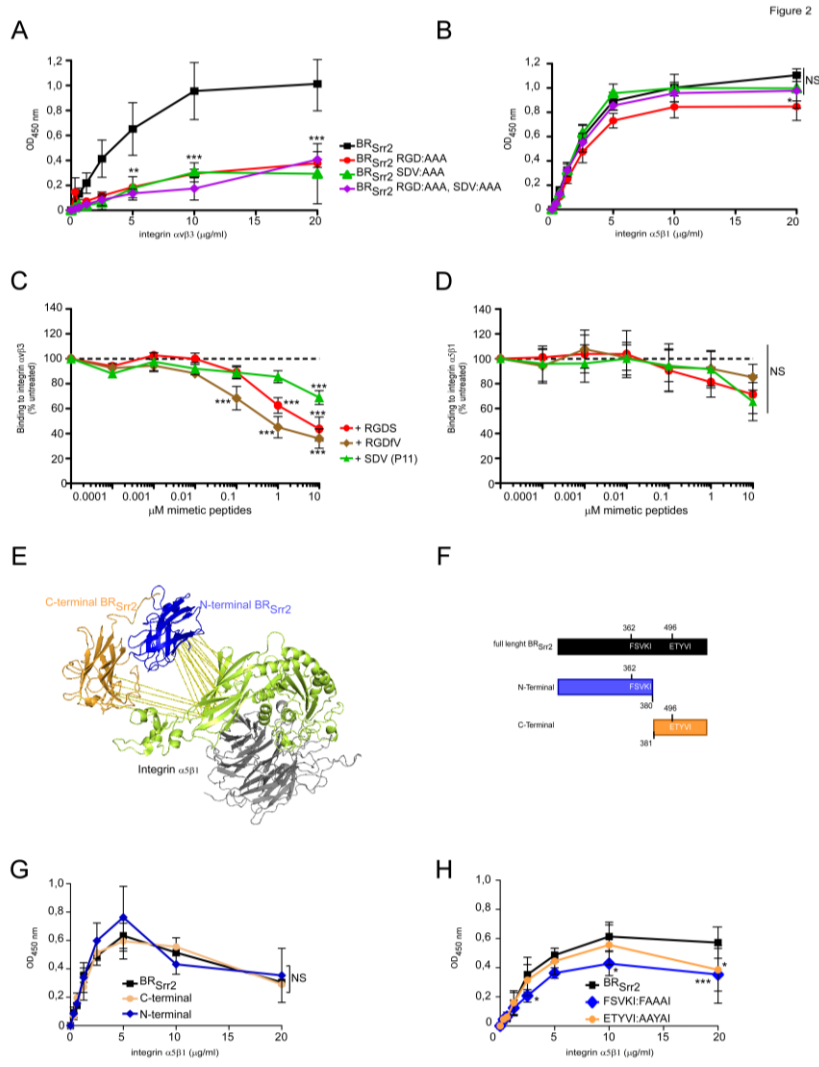 Figure 2
A
1,2
1,0
0,8
0,6
0,4
0,2
0
OD450 nm
0
5
10
15
20
integrin αvβ3 (μg/ml)
**
***
***
BRSrr2
BRSrr2 RGD:AAA
BRSrr2 SDV:AAA
BRSrr2 RGD:AAA, SDV:AAA
B
1,2
1,0
0,8
0,6
0,4
0,2
0
OD450 nm
0
5
10
15
20
integrin α5β1 (μg/ml)
NS
*
C
140
120
100
80
60
40
20
0
Binding to integrin αvβ3
(% untreated)
0.0001
0.001
0.01
0.1
1
10
μM mimetic peptides
***
***
***
***
***
***
+ RGDS
+ RGDfV
+ SDV (P11)
D
140
120
100
80
60
40
20
0
Binding to integrin α5β1
(% untreated)
0.0001
0.001
0.01
0.1
1
10
μM mimetic peptides
NS
E
C-terminal BRSrr2
N-terminal BRSrr2
Integrin α5β1
F
362
496
full lenght BRSrr2
FSVKI
ETYVI
362
N-Terminal
FSVKI
380
496
C-Terminal
ETYVI
381
G
1,0
0,8
0,6
0,4
0,2
0
OD450 nm
0
5
10
15
20
integrin α5β1 (μg/ml)
BRSrr2
C-terminal
N-terminal
NS
H
1,0
0,8
0,6
0,4
0,2
0
OD450 nm
0
5
10
15
20
integrin α5β1 (μg/ml)
*
*
*
***
BRSrr2
FSVKI:FAAAI
ETYVI:AAYAI